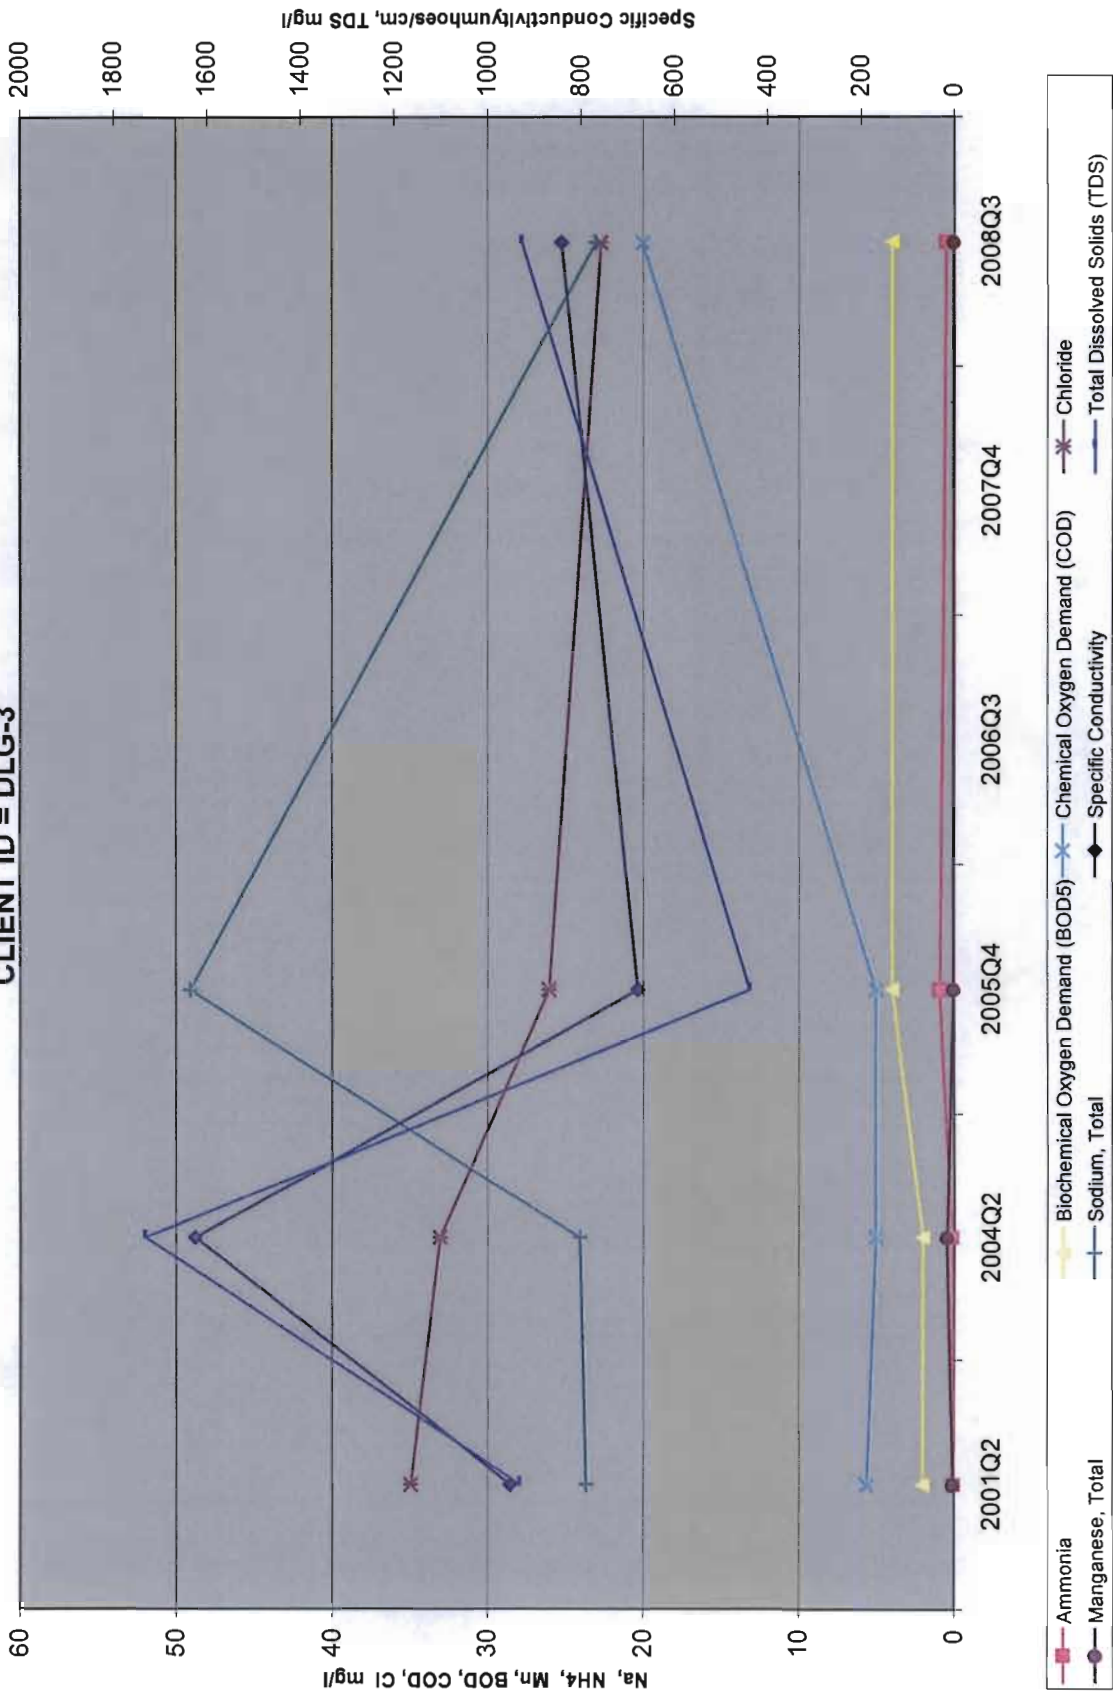 CLIENT ID = DLG-3
Na, NH4, Mn, BOD, COD, Cl mg/l
60
50
40
30
20
10
0
Specific Conductivityumhoes/cm, TDS mg/l
2000
1800
1600
1400
1200
1000
800
600
400
200
0
2001Q2
2004Q2
2005Q4
2006Q3
2007Q4
2008Q3
Ammonia
Biochemical Oxygen Demand (BOD5)
Chemical Oxygen Demand (COD)
Chloride
Manganese, Total
Sodium, Total
Specific Conductivity
Total Dissolved Solids (TDS)